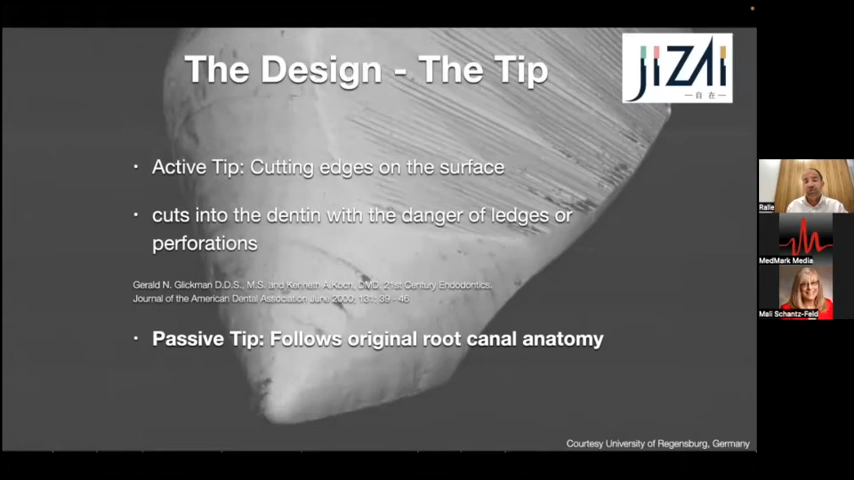 The Design - The Tip
JIZAI
自在
• Active Tip: Cutting edges on the surface
• cuts into the dentin with the danger of ledges or
perforations
Gerald N. Glickman D.D.S., M.S. and Kenneth A Koch, DMD, 21st Century Endodontics.
Journal of the American Dental Association June 2000; 131: 39 - 46
• Passive Tip: Follows original root canal anatomy
Courtesy University of Regensburg, Germany
MedMark Media
Mali Schantz-Feld